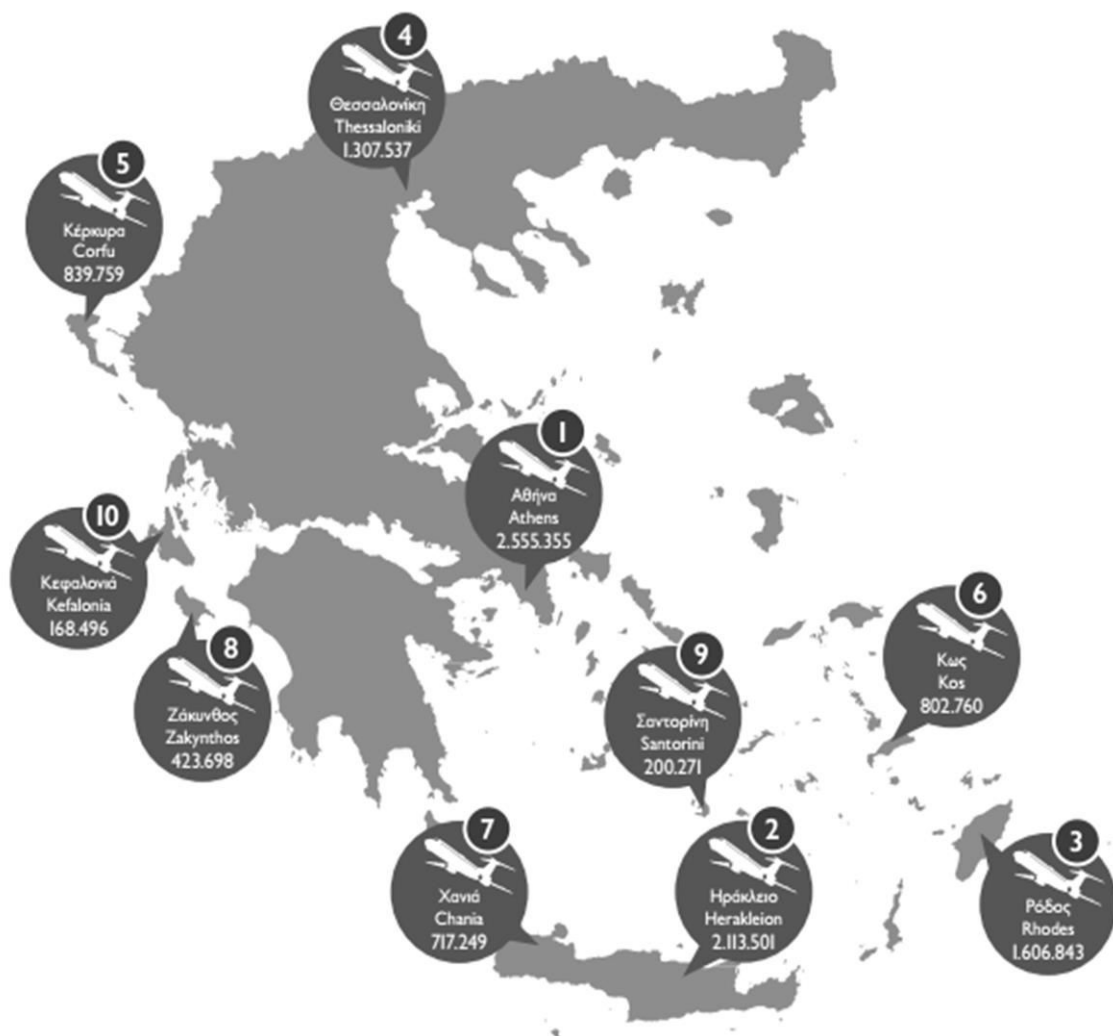 4
Θεσσαλονίκη
Thessaloniki
1.307.537
5
Κέρκυρα
Corfu
839.759
1
Αθήνα
Athens
2.555.355
10
Κεφαλονιά
Kefalonia
168.496
6
Κως
Kos
802.760
8
Ζάκυνθος
Zakynthos
423.698
9
Σαντορίνη
Santorini
200.271
7
Χανιά
Chania
717.249
2
Ηράκλειο
Herakleion
2.113.501
3
Ρόδος
Rhodes
1.606.843